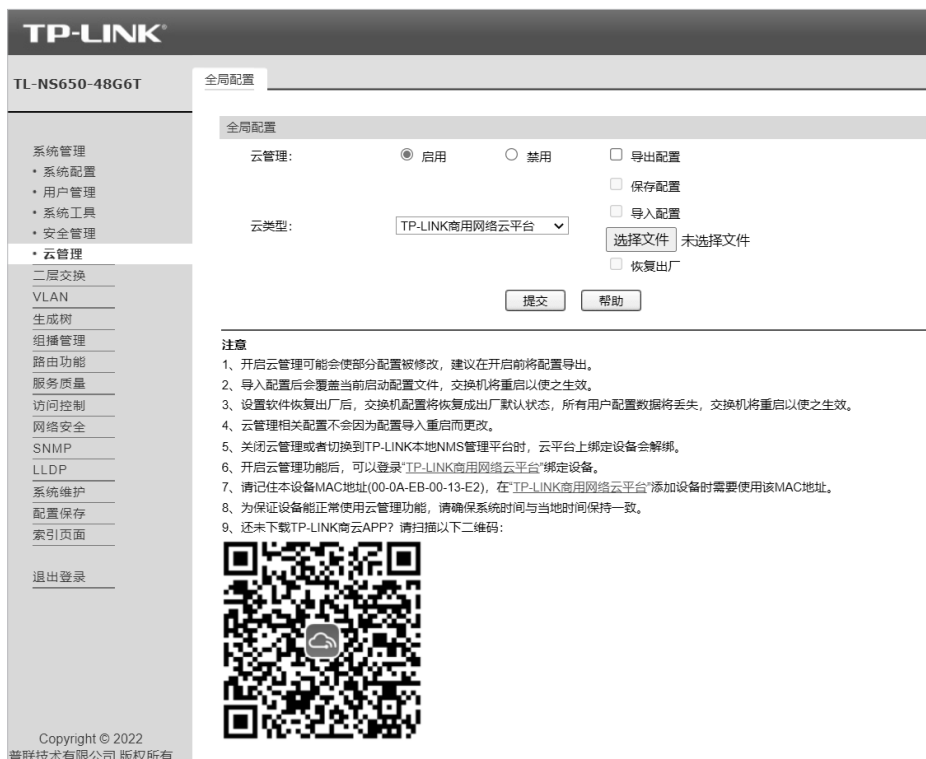 TP-LINK
TL-NS650-48G6T
全局配置
系统管理
• 系统配置
• 用户管理
• 系统工具
• 安全管理
• 云管理
二层交换
VLAN
生成树
组播管理
路由功能
服务质量
访问控制
网络安全
SNMP
LLDP
系统维护
配置保存
索引页面
退出登录
Copyright © 2022
普联技术有限公司 版权所有
全局配置
云管理： 启用 禁用 导出配置
保存配置
导入配置
云类型： TP-LINK商用网络云平台
选择文件 未选择文件
恢复出厂
提交 帮助
注意
1、开启云管理可能会使部分配置被修改，建议在开启前将配置导出。
2、导入配置后会覆盖当前启动配置文件，交换机将重启以使之生效。
3、设置软件恢复出厂后，交换机配置将恢复成出厂默认状态，所有用户配置数据将丢失，交换机将重启以使之生效。
4、云管理相关配置不会因为配置导入重启而更改。
5、关闭云管理或者切换到TP-LINK本地NMS管理平台时，云平台上绑定设备会解绑。
6、开启云管理功能后，可以登录“TP-LINK商用网络云平台”绑定设备。
7、请记住本设备MAC地址(00-0A-EB-00-13-E2)，在“TP-LINK商用网络云平台”添加设备时需要使用该MAC地址.
8、为保证设备能正常使用云管理功能，请确保系统时间与当地时间保持一致。
9、还未下载TP-LINK商云APP？请扫描以下二维码：